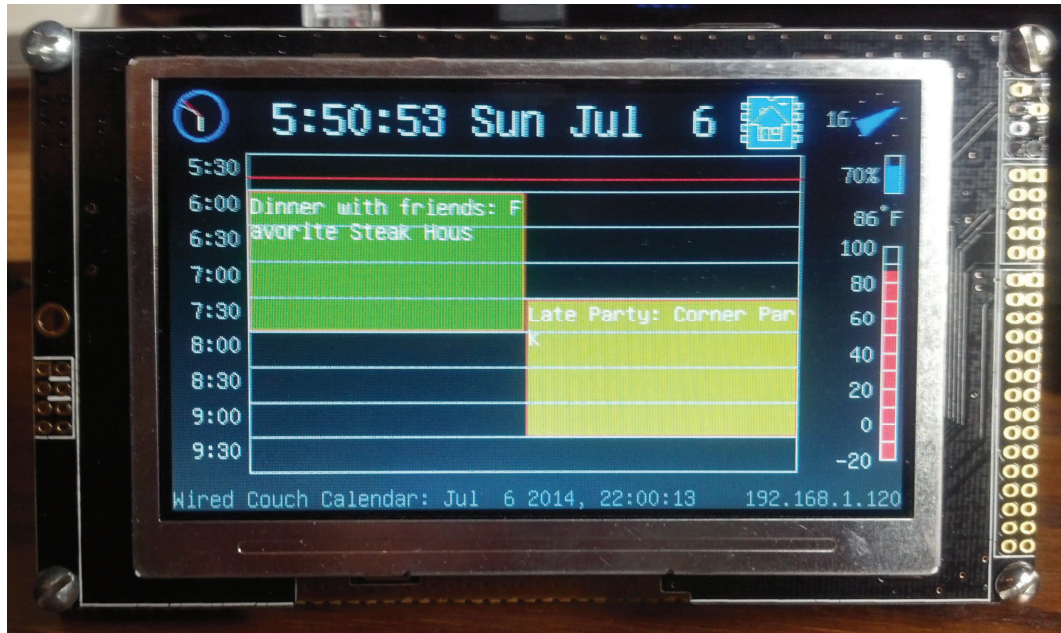 5:50:53 Sun Jul 6
16
5:30
70%
6:00 Dinner with friends: F
86°F
6:30 avorite Steak Hous
100
7:00
80
7:30 Late Party: Corner Par
60
8:00 k
40
8:30
20
9:00
0
9:30
-20
Wired Couch Calendar: Jul 6 2014, 22:00:13 192.168.1.120